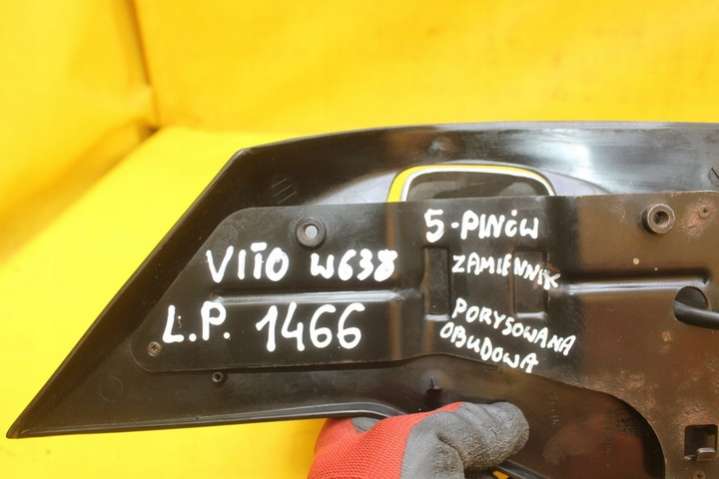 VITO W638
L.P. 1466
5-PINÓW
ZAMIENNIK
PORYSOWANA
OBUDOWA